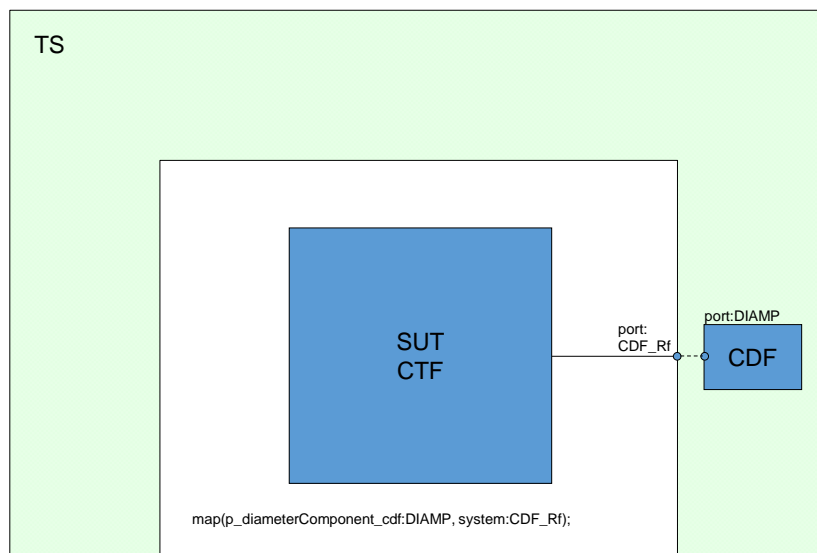 TS
port:DIAMP
port:
CDF_Rf
SUT
CTF
CDF
map(p_diameterComponent_cdf:DIAMP, system:CDF_Rf);